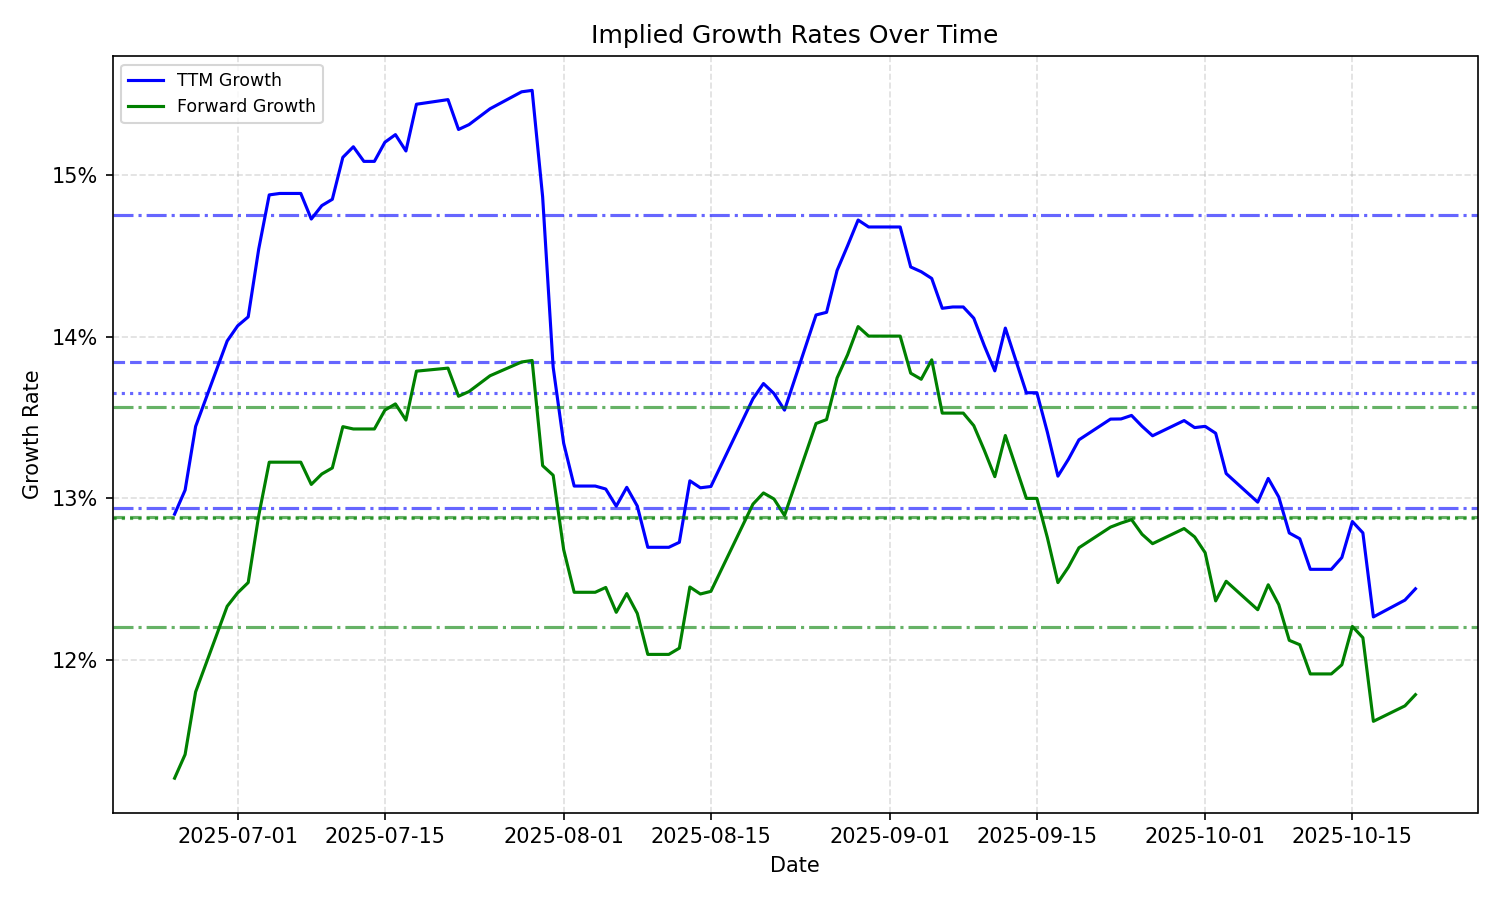 Implied Growth Rates Over Time
TTM Growth
Forward Growth
15%
14%
13%
12%
Growth Rate
2025-07-01 2025-07-15 2025-08-01 2025-08-15 2025-09-01 2025-09-15 2025-10-01 2025-10-15
Date